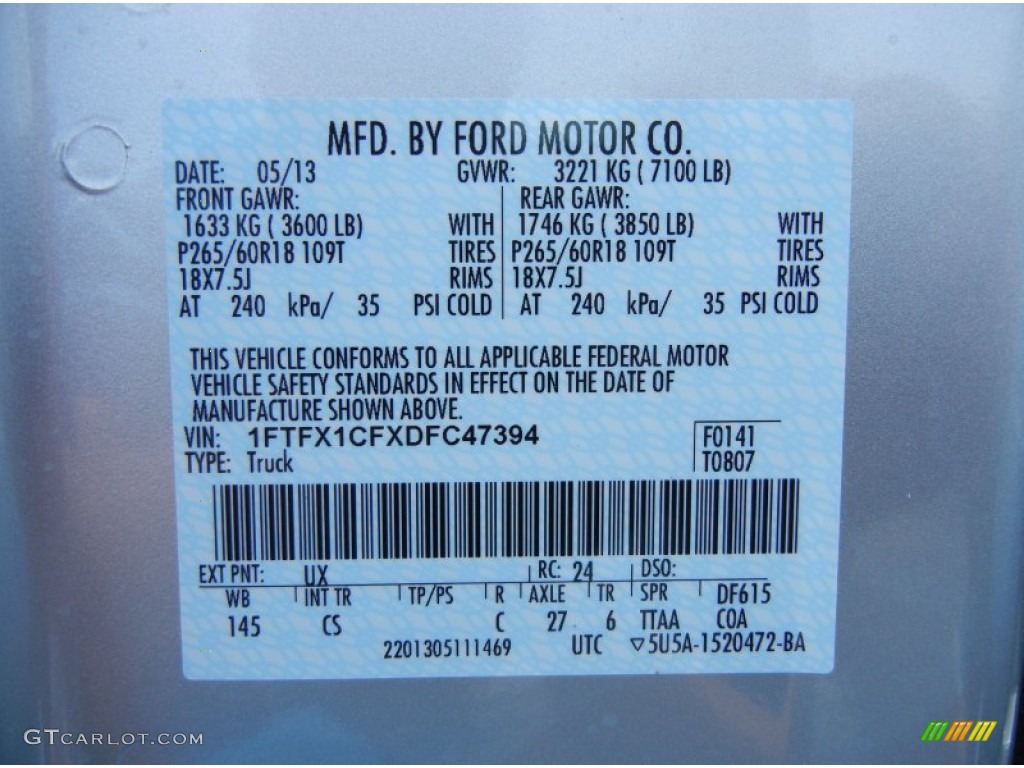 MFD. BY FORD MOTOR CO.
DATE: 05/13 GVWR: 3221 KG ( 7100 LB)
FRONT GAWR: REAR GAWR:
1633 KG ( 3600 LB) WITH 1746 KG ( 3850 LB) WITH
P265/60R18 109T TIRES P265/60R18 109T TIRES
18X7.5J RIMS 18X7.5J RIMS
AT 240 kPa/ 35 PSI COLD AT 240 kPa/ 35 PSI COLD
THIS VEHICLE CONFORMS TO ALL APPLICABLE FEDERAL MOTOR
VEHICLE SAFETY STANDARDS IN EFFECT ON THE DATE OF
MANUFACTURE SHOWN ABOVE.
VIN: 1FTFX1CFXDFC47394 F0141
TYPE: Truck T0807
EXT PNT: UX RC: 24 DSO:
WB INT TR TP/PS R AXLE TR SPR DF615
145 CS C 27 6 TTAA COA
2201305111469 UTC ▽5U5A-1520472-BA
GTCARLOT.COM